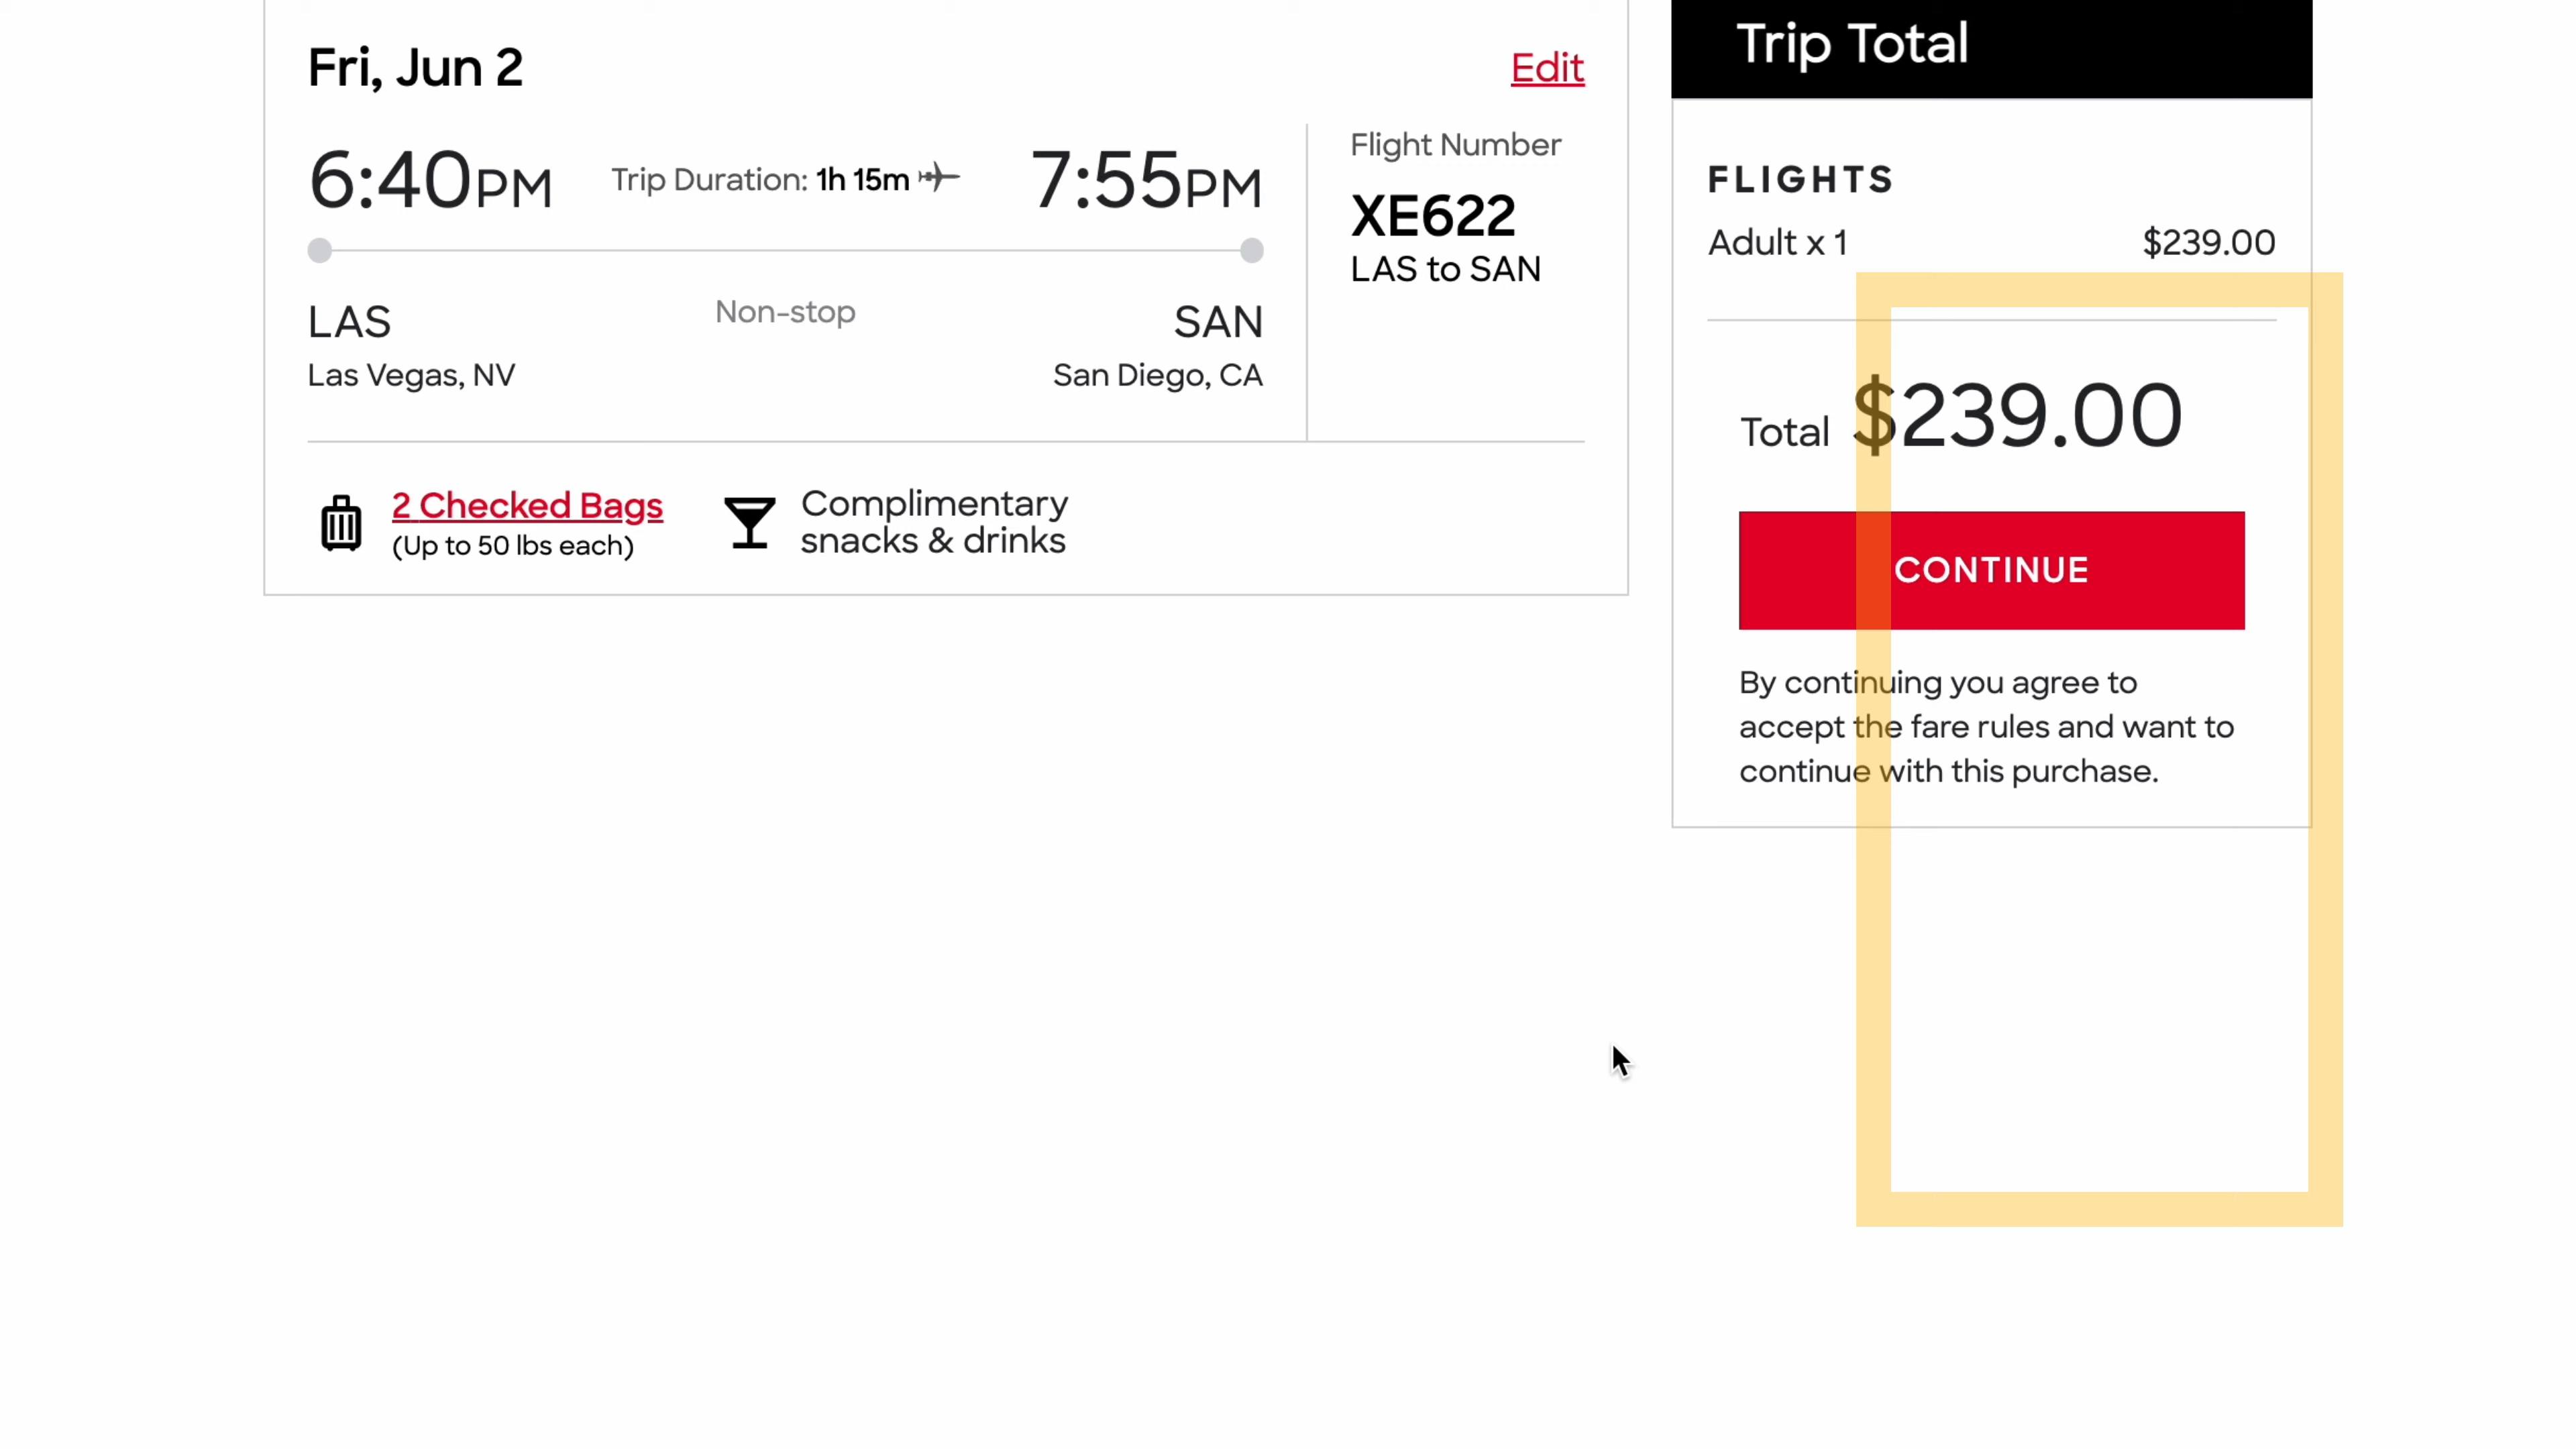 Fri, Jun 2
Edit
6:40PM
Trip Duration: 1h 15m
7:55PM
LAS
Non-stop
SAN
Las Vegas, NV
San Diego, CA
Flight Number
XE622
LAS to SAN
2 Checked Bags
(Up to 50 lbs each)
Complimentary
snacks & drinks
Trip Total
FLIGHTS
Adult x 1 $239.00
Total $239.00
CONTINUE
By continuing you agree to
accept the fare rules and want to
continue with this purchase.